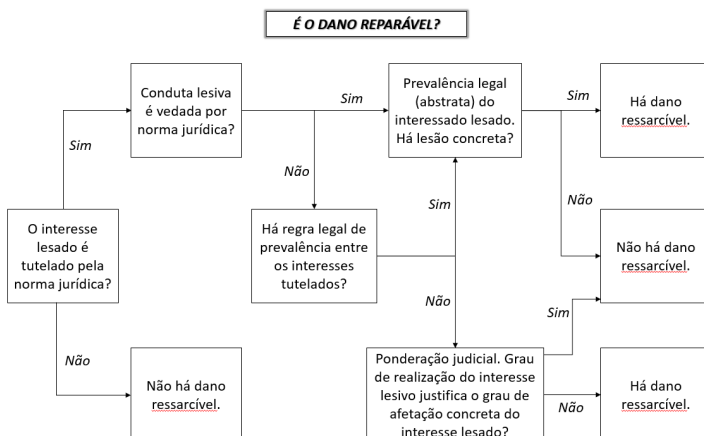 É O DANO REPARÁVEL?
Conduta lesiva
é vedada por
norma jurídica?
Sim
Prevalência legal
(abstrata) do
interessado lesado.
Há lesão concreta?
Sim
Há dano
ressarcível.
Sim
Não
Sim
Não
O interesse
lesado é
tutelado pela
norma jurídica?
Há regra legal de
prevalência entre
os interesses
tutelados?
Não há dano
ressarcível.
Não
Sim
Não
Não há dano
ressarcível.
Ponderação judicial. Grau
de realização do interesse
lesivo justifica o grau de
afetação concreta do
interesse lesado?
Não
Há dano
ressarcível.